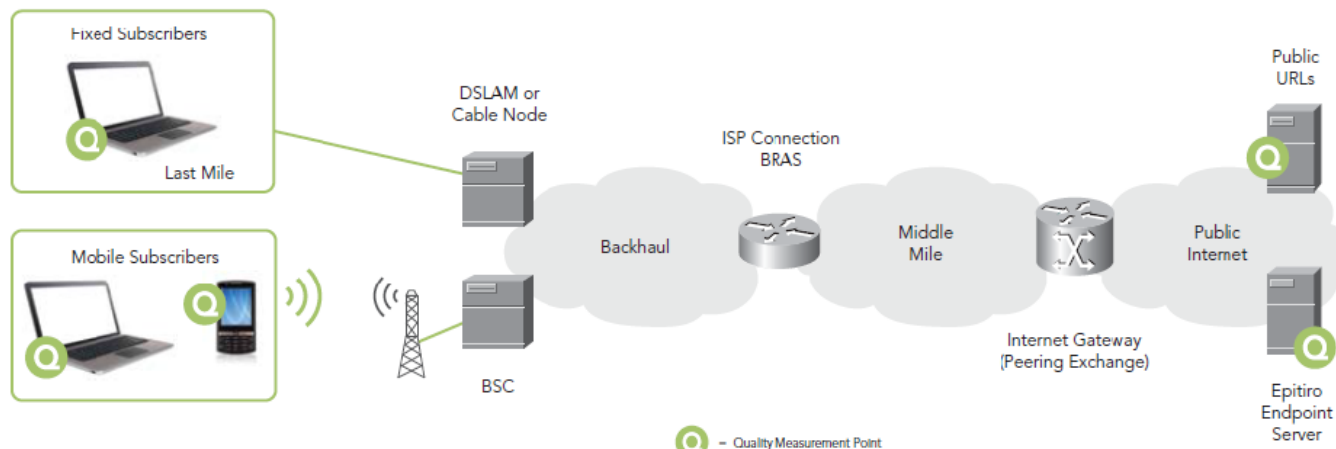 Fixed Subscribers
Last Mile
Mobile Subscribers
DSLAM or
Cable Node
BSC
Backhaul
ISP Connection
BRAS
Middle
Mile
Internet Gateway
(Peering Exchange)
Public
Internet
Public
URLs
Epitiro
Endpoint
Server
Q
Q
Q
Q
Q
Q = Quality Measurement Point